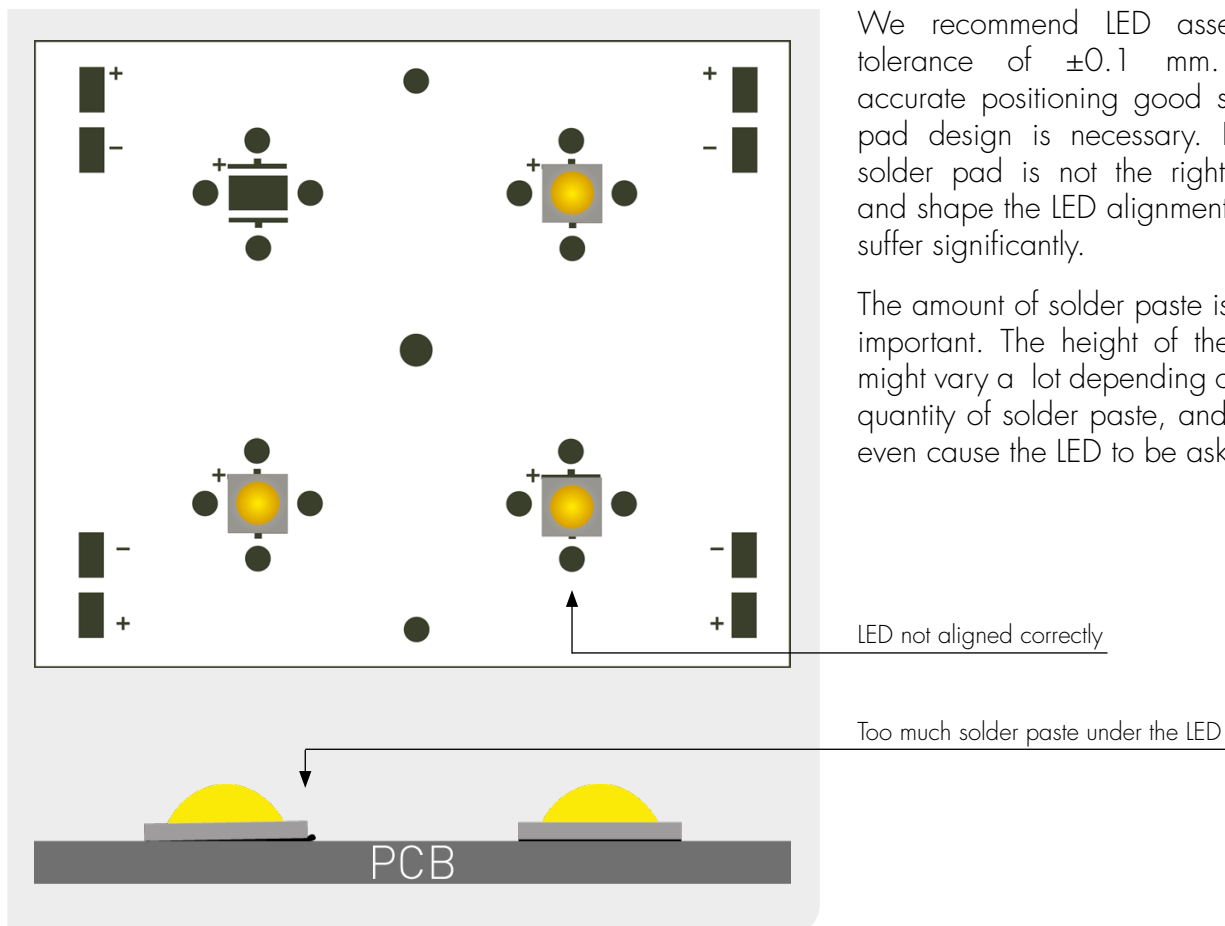 We recommend LED asse
tolerance of ±0.1 mm.
accurate positioning good s
pad design is necessary.
solder pad is not the right
and shape the LED alignment
suffer significantly.
The amount of solder paste is
important. The height of the
might vary a lot depending
quantity of solder paste, and
even cause the LED to be ask
+ +
− −
+ +
+ +
− −
+ +
LED not aligned correctly
Too much solder paste under the LED
PCB